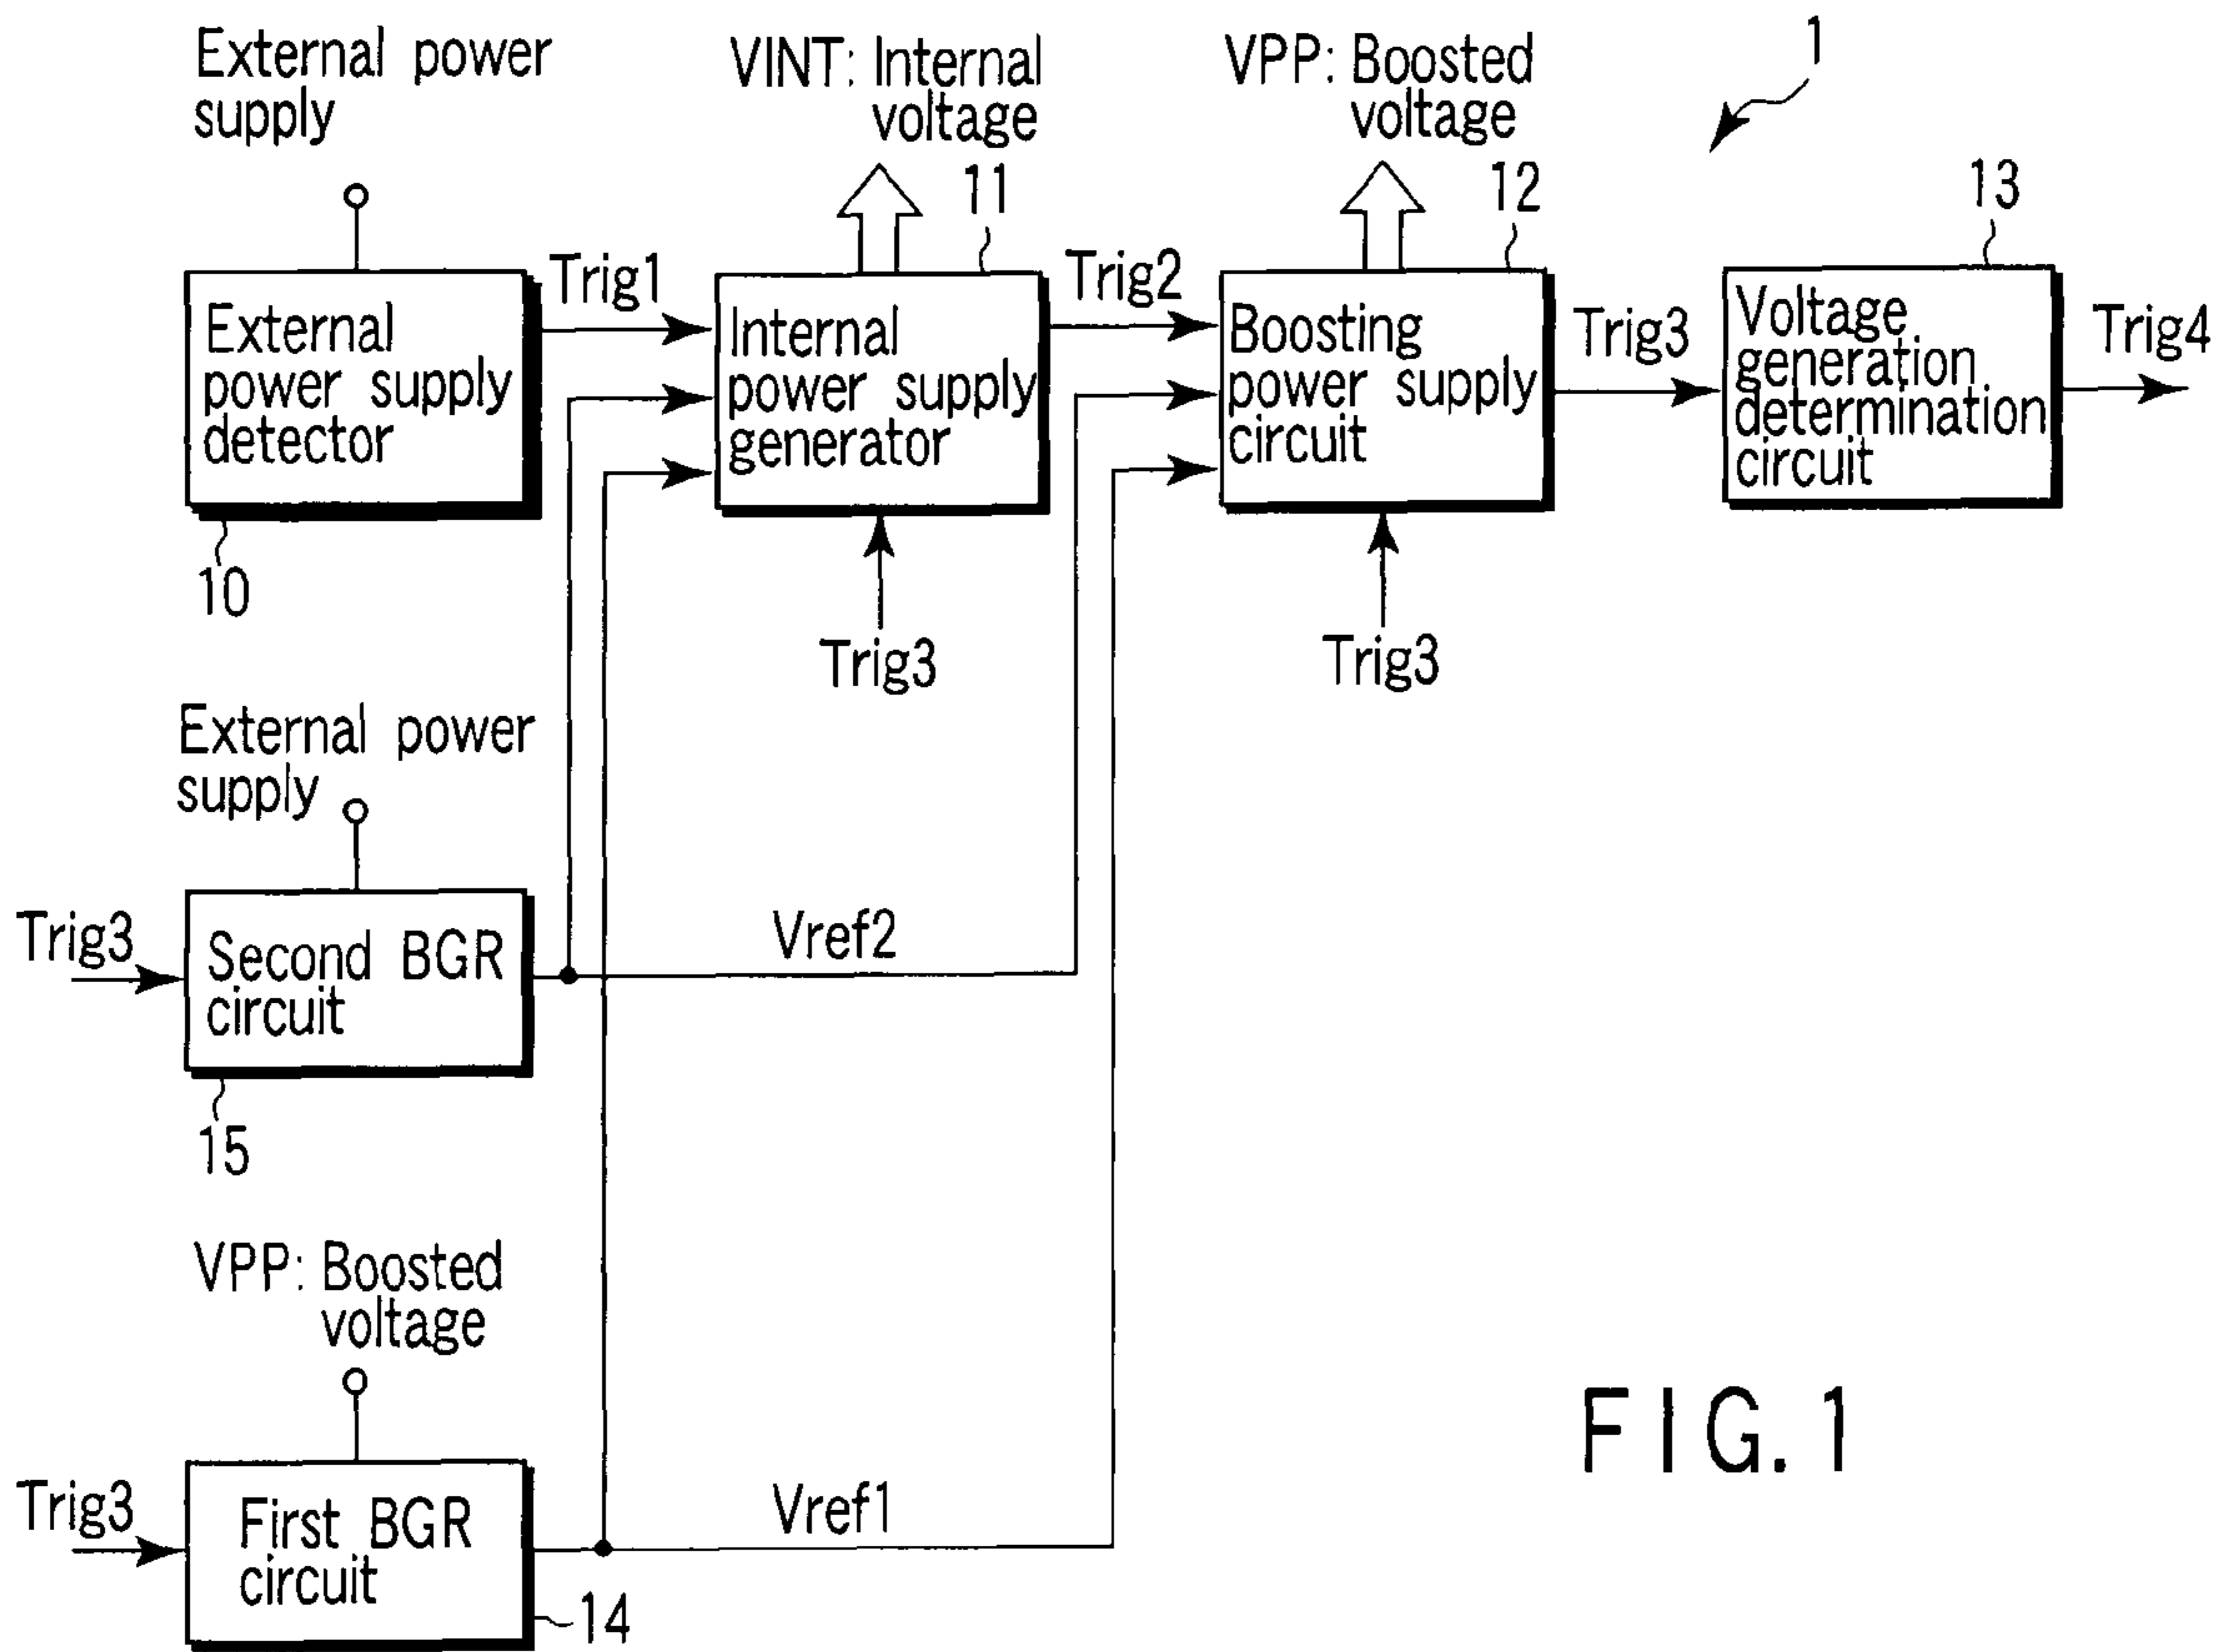 External power
supply
VINT: Internal
voltage
VPP: Boosted
voltage
1
11
12
13
Trig1
Trig2
Trig3
Trig4
External
power supply
detector
Internal
power supply
generator
Boosting
power supply
circuit
Voltage
generation
determination
circuit
10
Trig3
Trig3
External power
supply
Trig3
Second BGR
circuit
Vref2
15
VPP: Boosted
voltage
Trig3
First BGR
circuit
Vref1
14
FIG. 1